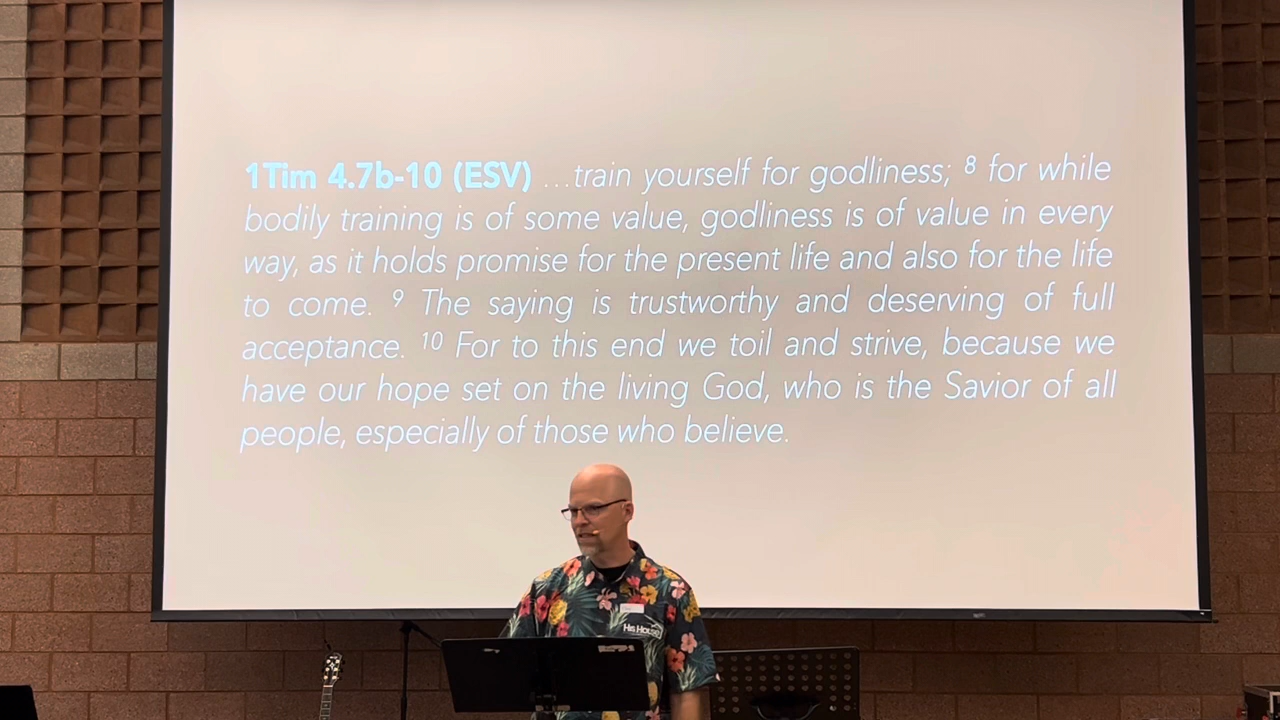 1Tim 4.7b-10 (ESV) ...train yourself for godliness; 8 for while
bodily training is of some value, godliness is of value in every
way, as it holds promise for the present life and also for the life
to come. 9 The saying is trustworthy and deserving of full
acceptance. 10 For to this end we toil and strive, because we
have our hope set on the living God, who is the Savior of all
people, especially of those who believe.
His House